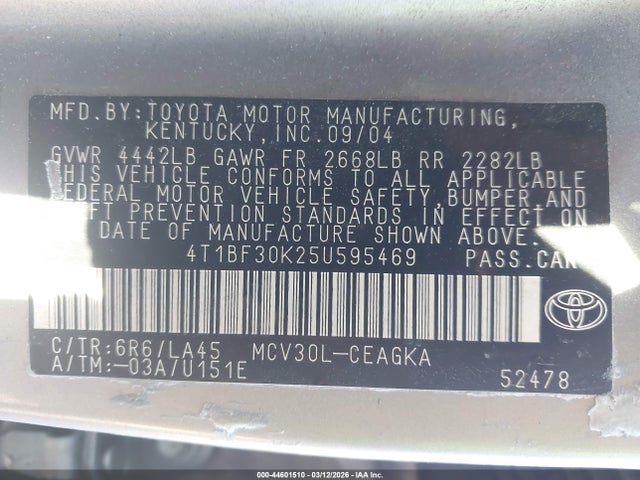 MFD.BY:TOYOTA MOTOR MANUFACTURING,
KENTUCKY,INC.09/04
GVWR 4442LB GAWR FR 2668LB RR 2282LB
THIS VEHICLE CONFORMS TO ALL APPLICABLE
FEDERAL MOTOR VEHICLE SAFETY,BUMPER,AND
THEFT PREVENTION STANDARDS IN EFFECT ON
THE DATE OF MANUFACTURE SHOWN ABOVE.
4T1BF30K25U595469 PASS.CAR
C/TR:6R6/LA45 MCV30L-CEAGKA
A/TM:-03A/U151E
TOYOTA
52478
000-44601510 - 03/12/2026 - IAA Inc.